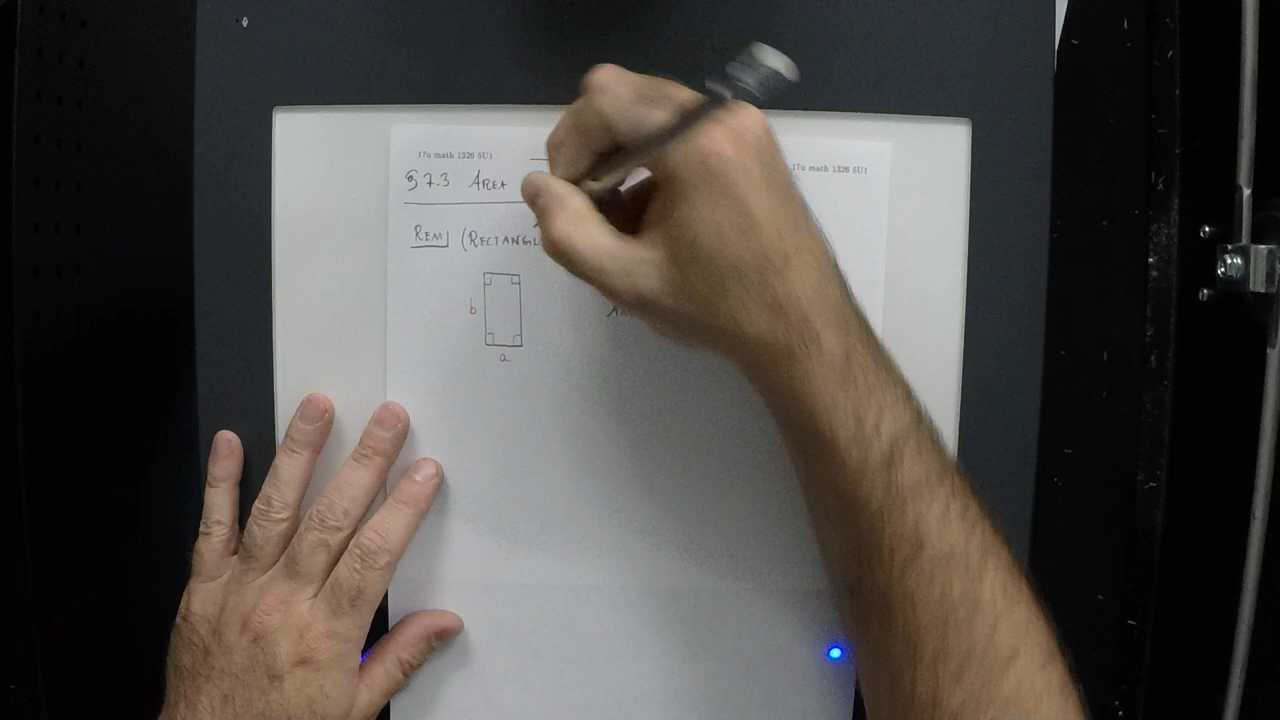 17u math 1326 5U1
17u math 1326 5U1
§ 7.3 AREA
REM (RECTANGL
b
a